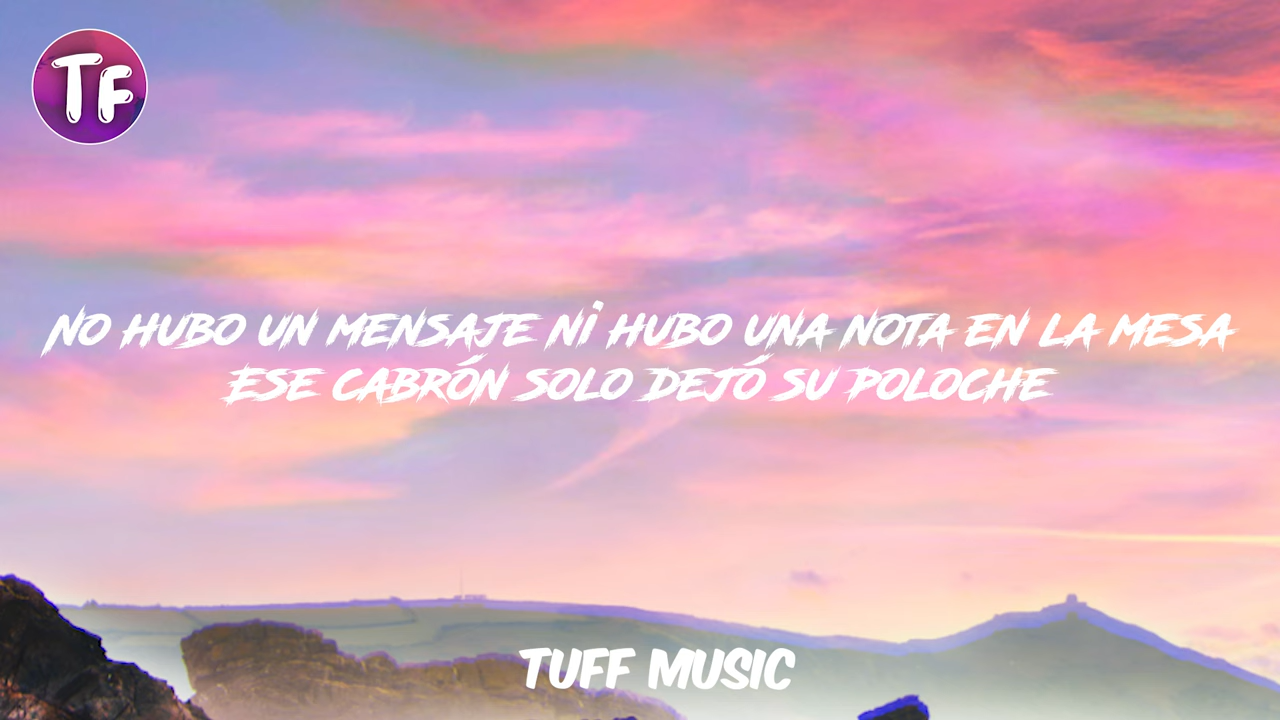 TF
NO HUBO UN MENSAJE NI HUBO UNA NOTA EN LA MESA
ESE CABRÓN SOLO DEJÓ SU POLOCHE
TUFF MUSIC